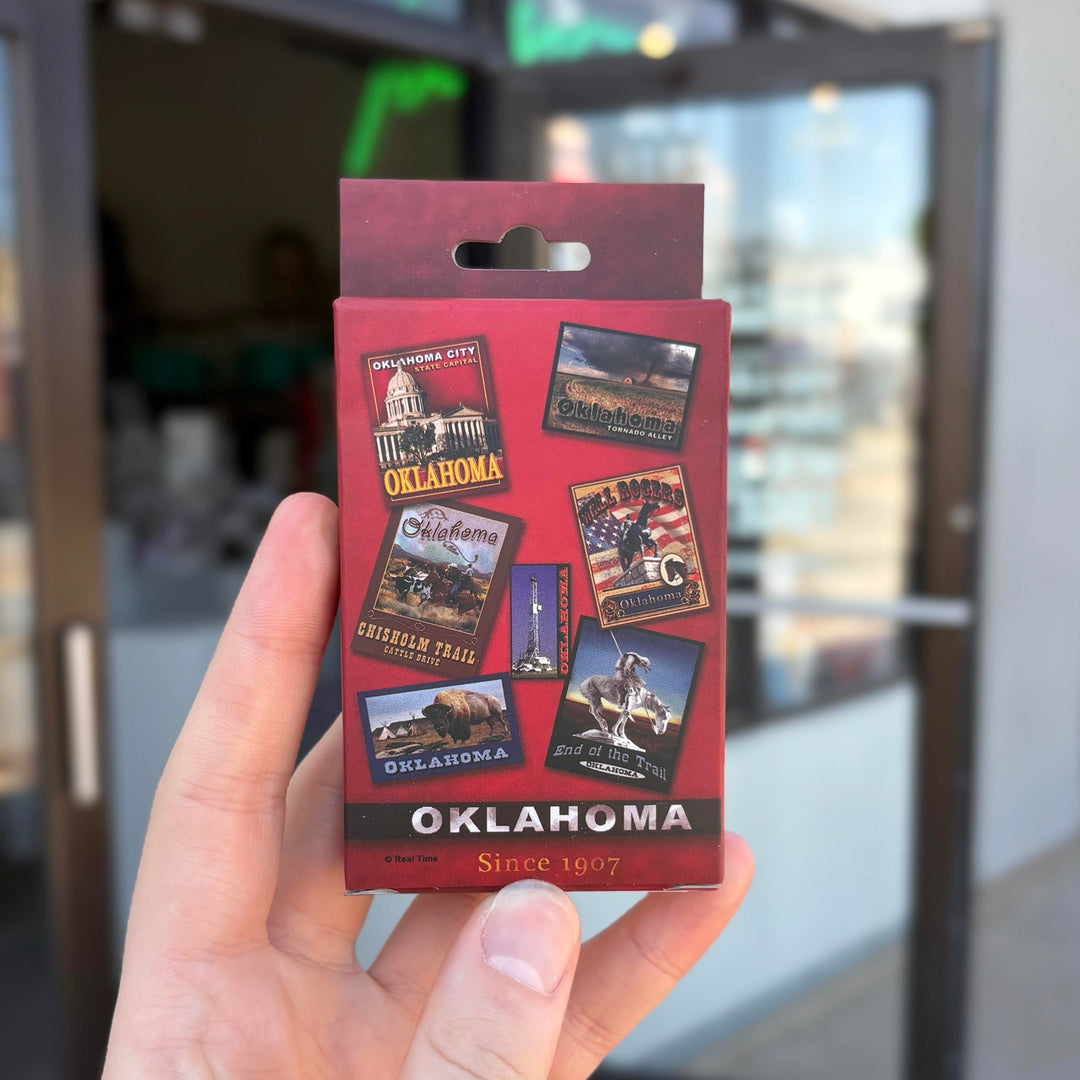 OKLAHOMA CITY
STATE CAPITAL
OKLAHOMA
Oklahoma
TORNADO ALLEY
WILL ROGERS
Oklahoma
Oklahoma
CHISHOLM TRAIL
CATTLE DRIVE
OKLAHOMA
End of the Trail
OKLAHOMA
OKLAHOMA
OKLAHOMA
© Real Time
Since 1907